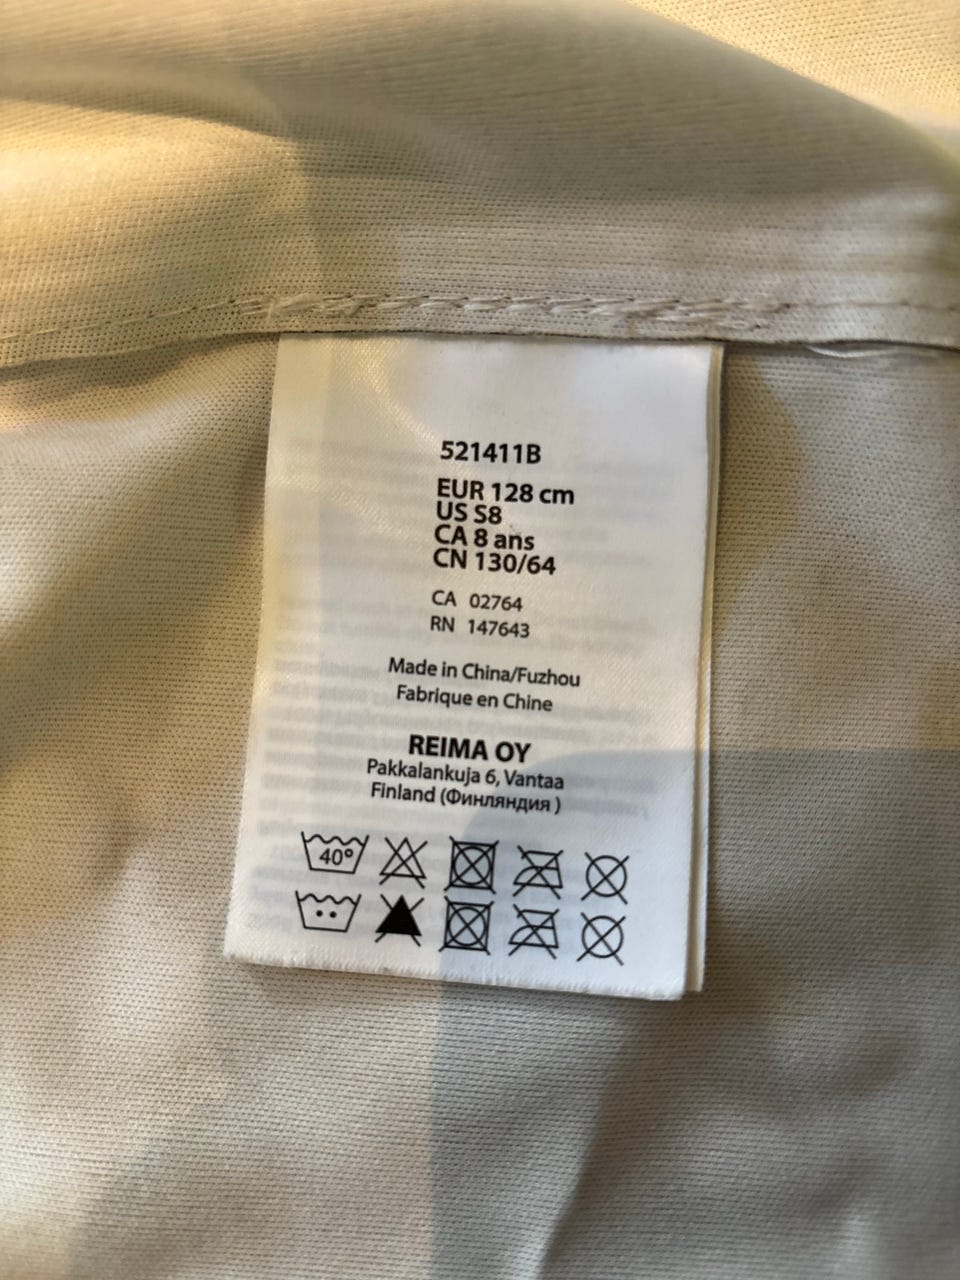 521411B
EUR 128 cm
US S8
CA 8 ans
CN 130/64
CA 02764
RN 147643
Made in China/Fuzhou
Fabrique en Chine
REIMA OY
Pakkalankuja 6, Vantaa
Finland (Финляндия )
40°